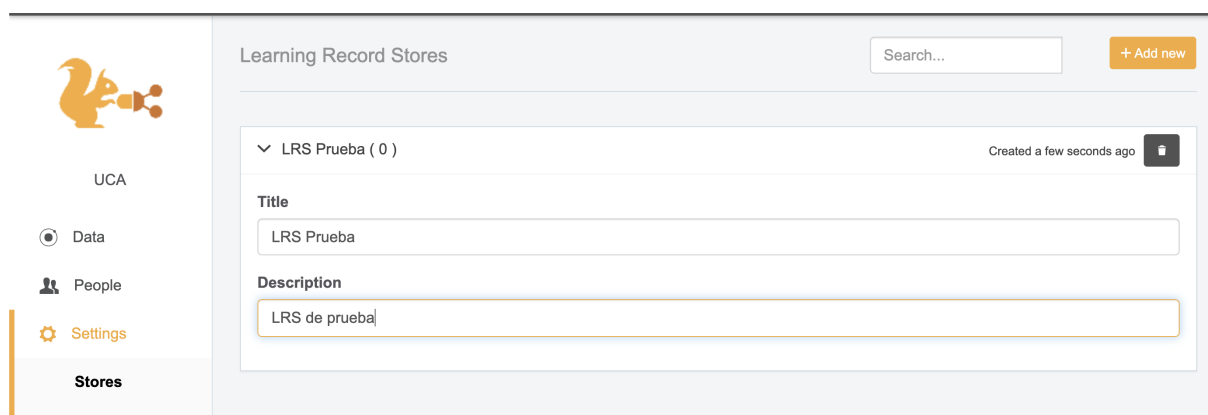 Learning Record Stores
Search...
+ Add new
UCA
Data
People
Settings
Stores
LRS Prueba ( 0 )
Created a few seconds ago
Title
LRS Prueba
Description
LRS de prueba